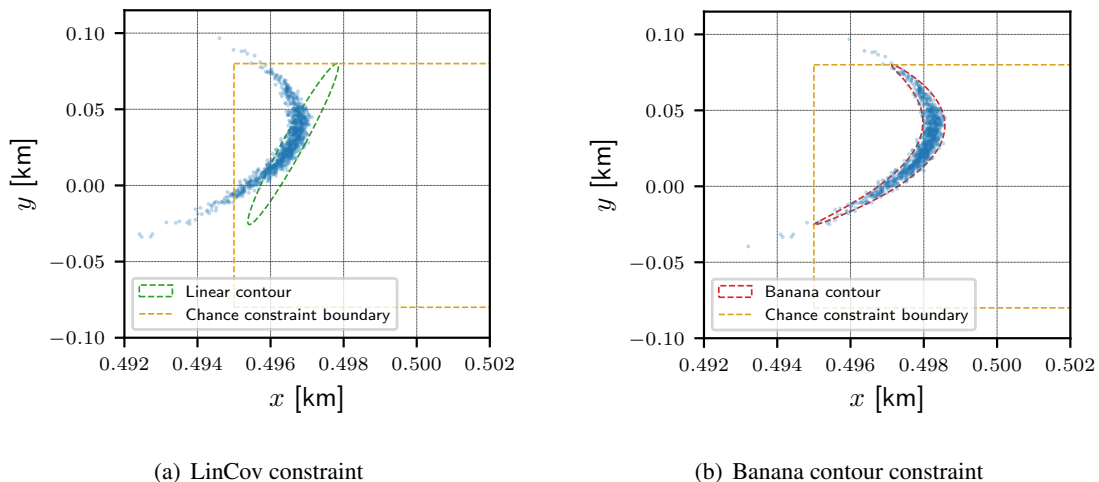 0.10
0.05
0.00
−0.05
−0.10
y [km]
Linear contour
Chance constraint boundary
0.492 0.494 0.496 0.498 0.500 0.502
x [km]
(a) LinCov constraint
0.10
0.05
0.00
−0.05
−0.10
y [km]
Banana contour
Chance constraint boundary
0.492 0.494 0.496 0.498 0.500 0.502
x [km]
(b) Banana contour constraint